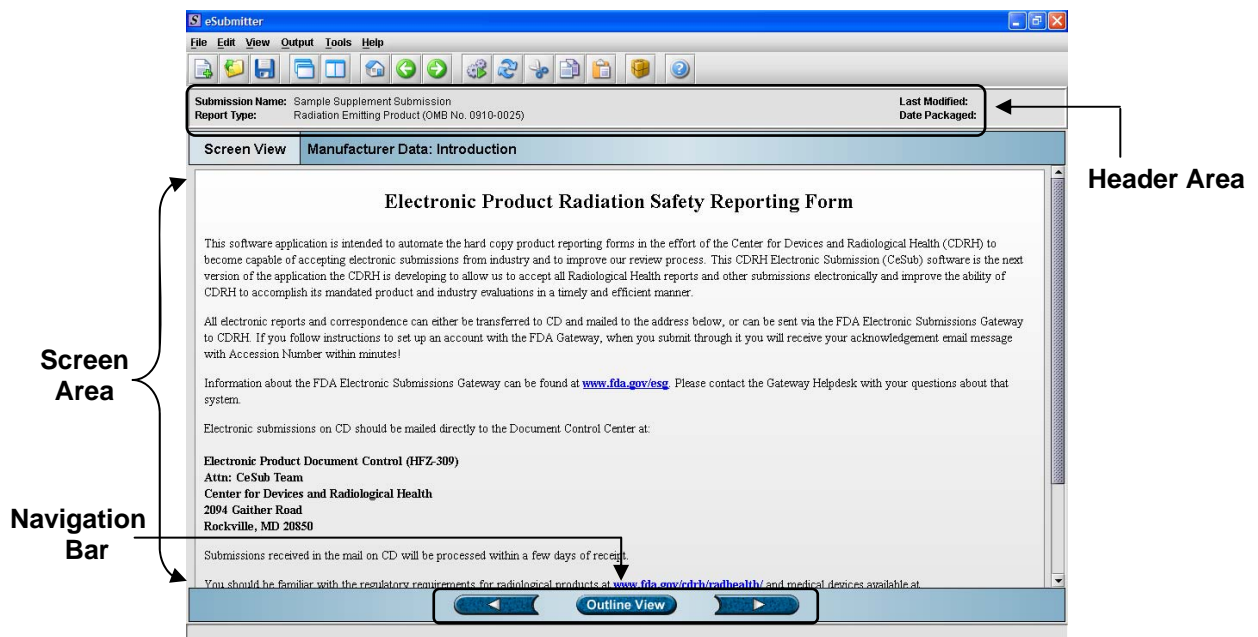 eSubmitter
File Edit View Output Tools Help
Submission Name: Sample Supplement Submission
Last Modified:
Report Type: Radiation Emitting Product (OMB No. 0910-0025)
Date Packaged:
Header Area
Screen View
Manufacturer Data: Introduction
Electronic Product Radiation Safety Reporting Form
This software application is intended to automate the hard copy product reporting forms in the effort of the Center for Devices and Radiological Health (CDRH) to
become capable of accepting electronic submissions from industry and to improve our review process. This CDRH Electronic Submission (CeSub) software is the next
version of the application the CDRH is developing to allow us to accept all Radiological Health reports and other submissions electronically and improve the ability of
CDRH to accomplish its mandated product and industry evaluations in a timely and efficient manner.
All electronic reports and correspondence can either be transferred to CD and mailed to the address below, or can be sent via the FDA Electronic Submissions Gateway
to CDRH. If you follow instructions to set up an account with the FDA Gateway, when you submit through it you will receive your acknowledgement email message
with Accession Number within minutes!
Screen
Area
Information about the FDA Electronic Submissions Gateway can be found at www.fda.gov/esg. Please contact the Gateway Helpdesk with your questions about that
system.
Electronic submissions on CD should be mailed directly to the Document Control Center at:
Electronic Product Document Control (HFZ-309)
Attn: CeSub Team
Center for Devices and Radiological Health
2094 Gaither Road
Rockville, MD 20850
Navigation
Bar
Submissions received in the mail on CD will be processed within a few days of receipt.
You should be familiar with the regulatory requirements for radiological products at www.fda.gov/cdrh/radhealth/ and medical devices available at
Outline View